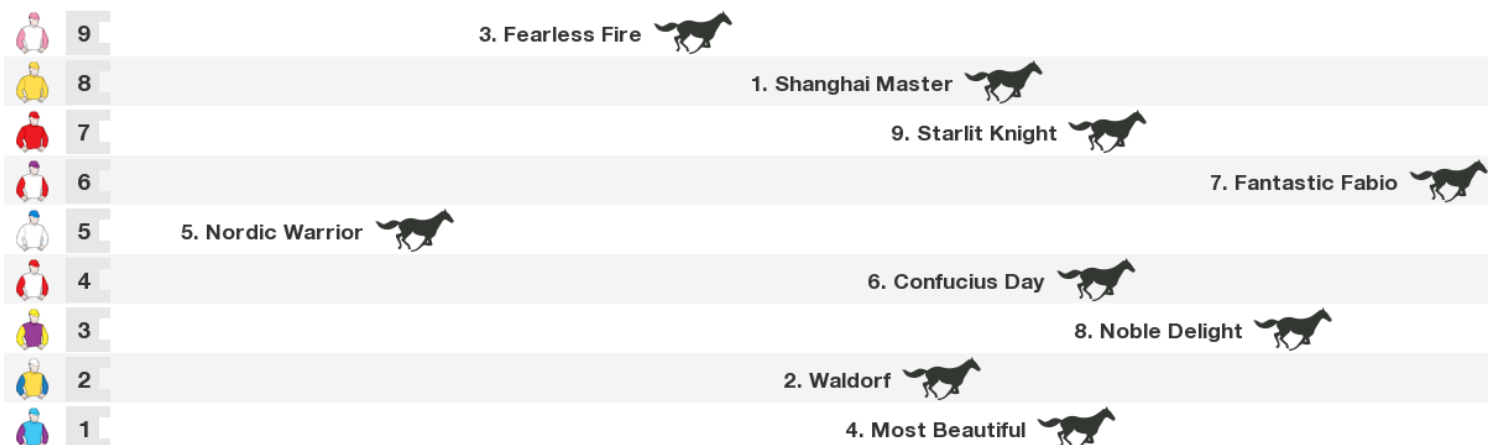 9 3. Fearless Fire
8 1. Shanghai Master
7 9. Starlit Knight
6 7. Fantastic Fabio
5 5. Nordic Warrior
4 6. Confucius Day
3 8. Noble Delight
2 2. Waldorf
1 4. Most Beautiful